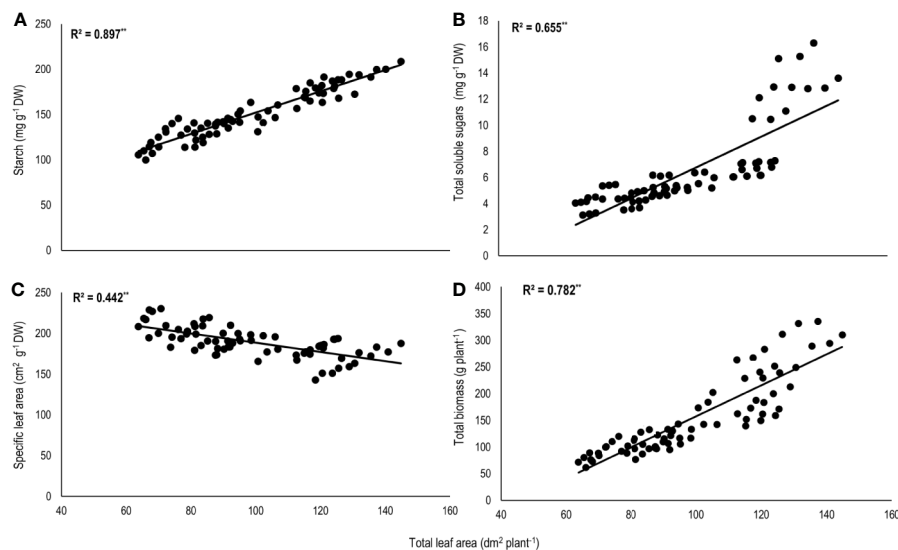 A
R² = 0.897**
Starch (mg g⁻¹ DW)
250
200
150
100
50
0
B
R² = 0.655**
Total soluble sugars (mg g⁻¹ DW)
18
16
14
12
10
8
6
4
2
0
C
R² = 0.442**
Specific leaf area (cm² g⁻¹ DW)
250
200
150
100
50
0
40 60 80 100 120 140 160
D
R² = 0.782**
Total biomass (g plant⁻¹)
400
350
300
250
200
150
100
50
0
40 60 80 100 120 140 160
Total leaf area (dm² plant⁻¹)